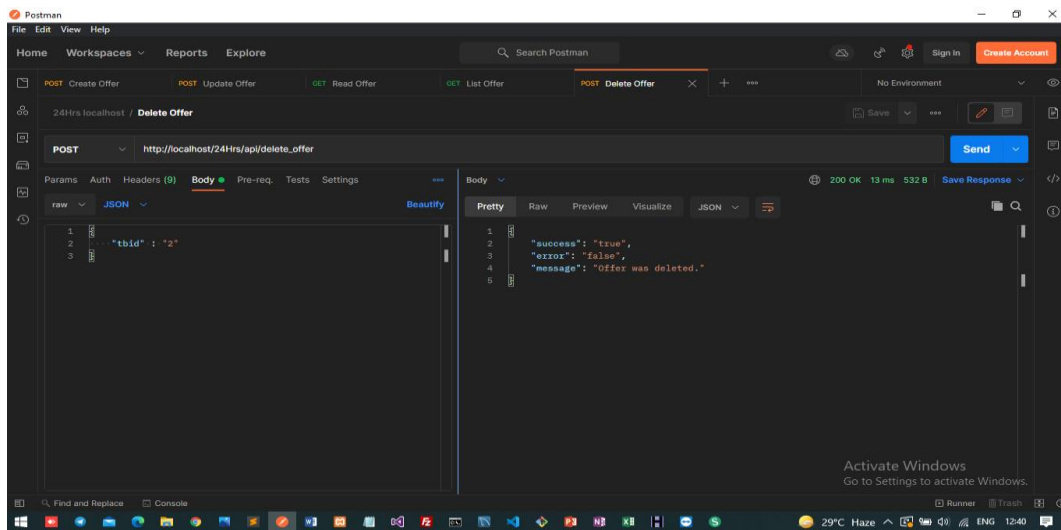 Postman
File Edit View Help
Home Workspaces Reports Explore Search Postman Sign In Create Account
POST Create Offer POST Update Offer GET Read Offer GET List Offer POST Delete Offer No Environment
24Hrs localhost / Delete Offer Save
POST http://localhost/24Hrs/api/delete_offer Send
Params Auth Headers (9) Body Pre-req. Tests Settings Body 200 OK 13 ms 532 B Save Response
raw JSON Beautify Pretty Raw Preview Visualize JSON
1 { 1 {
2 "tbid" : "2" 2 "success": "true",
3 } 3 "error": "false",
4 "message": "Offer was deleted."
5 }
Activate Windows
Go to Settings to activate Windows.
Find and Replace Console Runner Trash
29°C Haze ENG 12:40